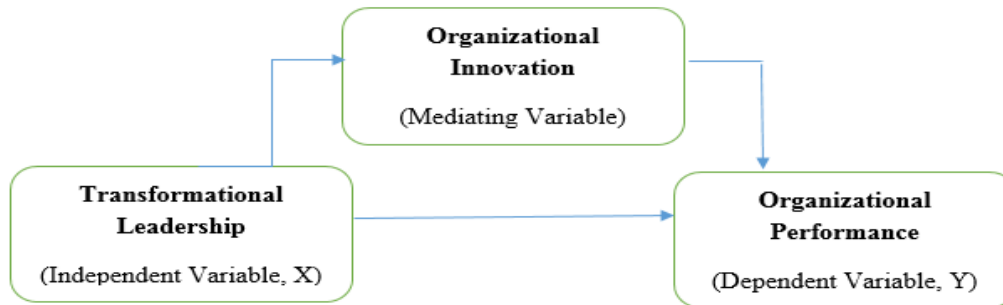 Organizational
Innovation
(Mediating Variable)
Transformational
Leadership
(Independent Variable, X)
Organizational
Performance
(Dependent Variable, Y)